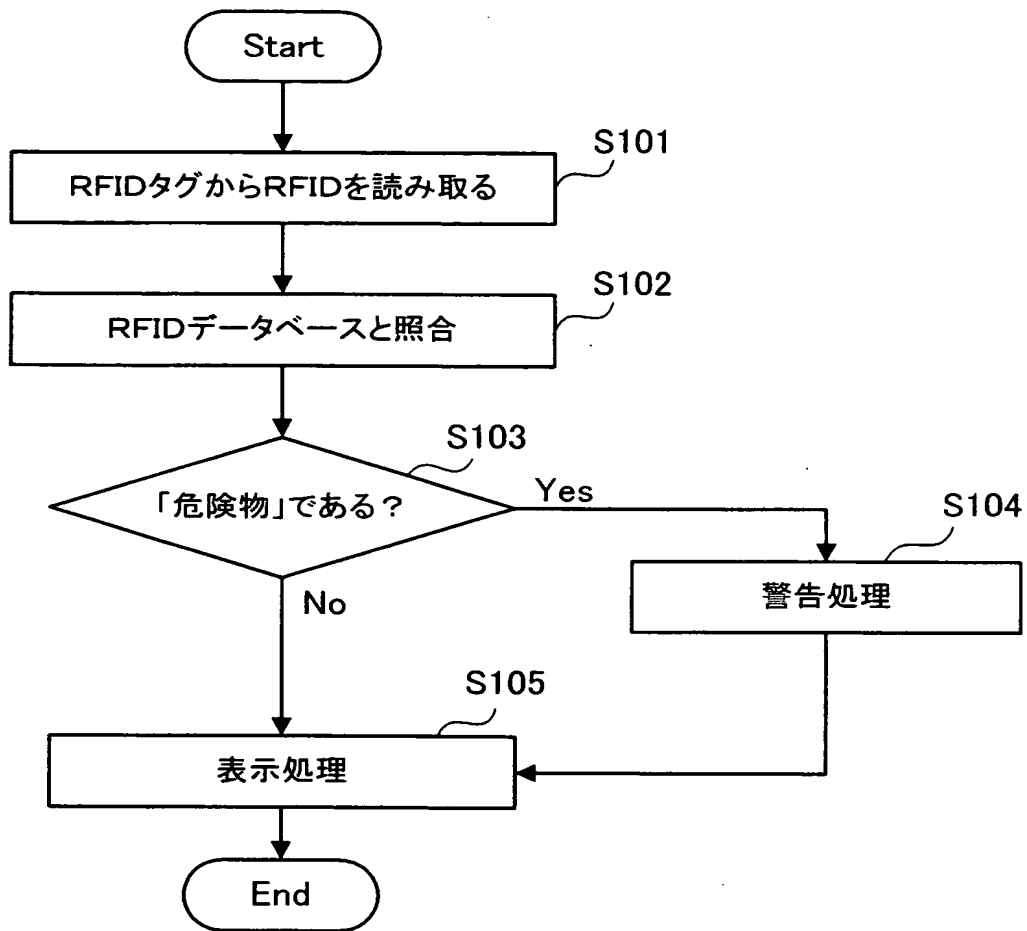 Start
S101
RFIDタグからRFIDを読み取る
S102
RFIDデータベースと照合
S103
「危険物」である？
Yes
S104
警告処理
No
S105
表示処理
End